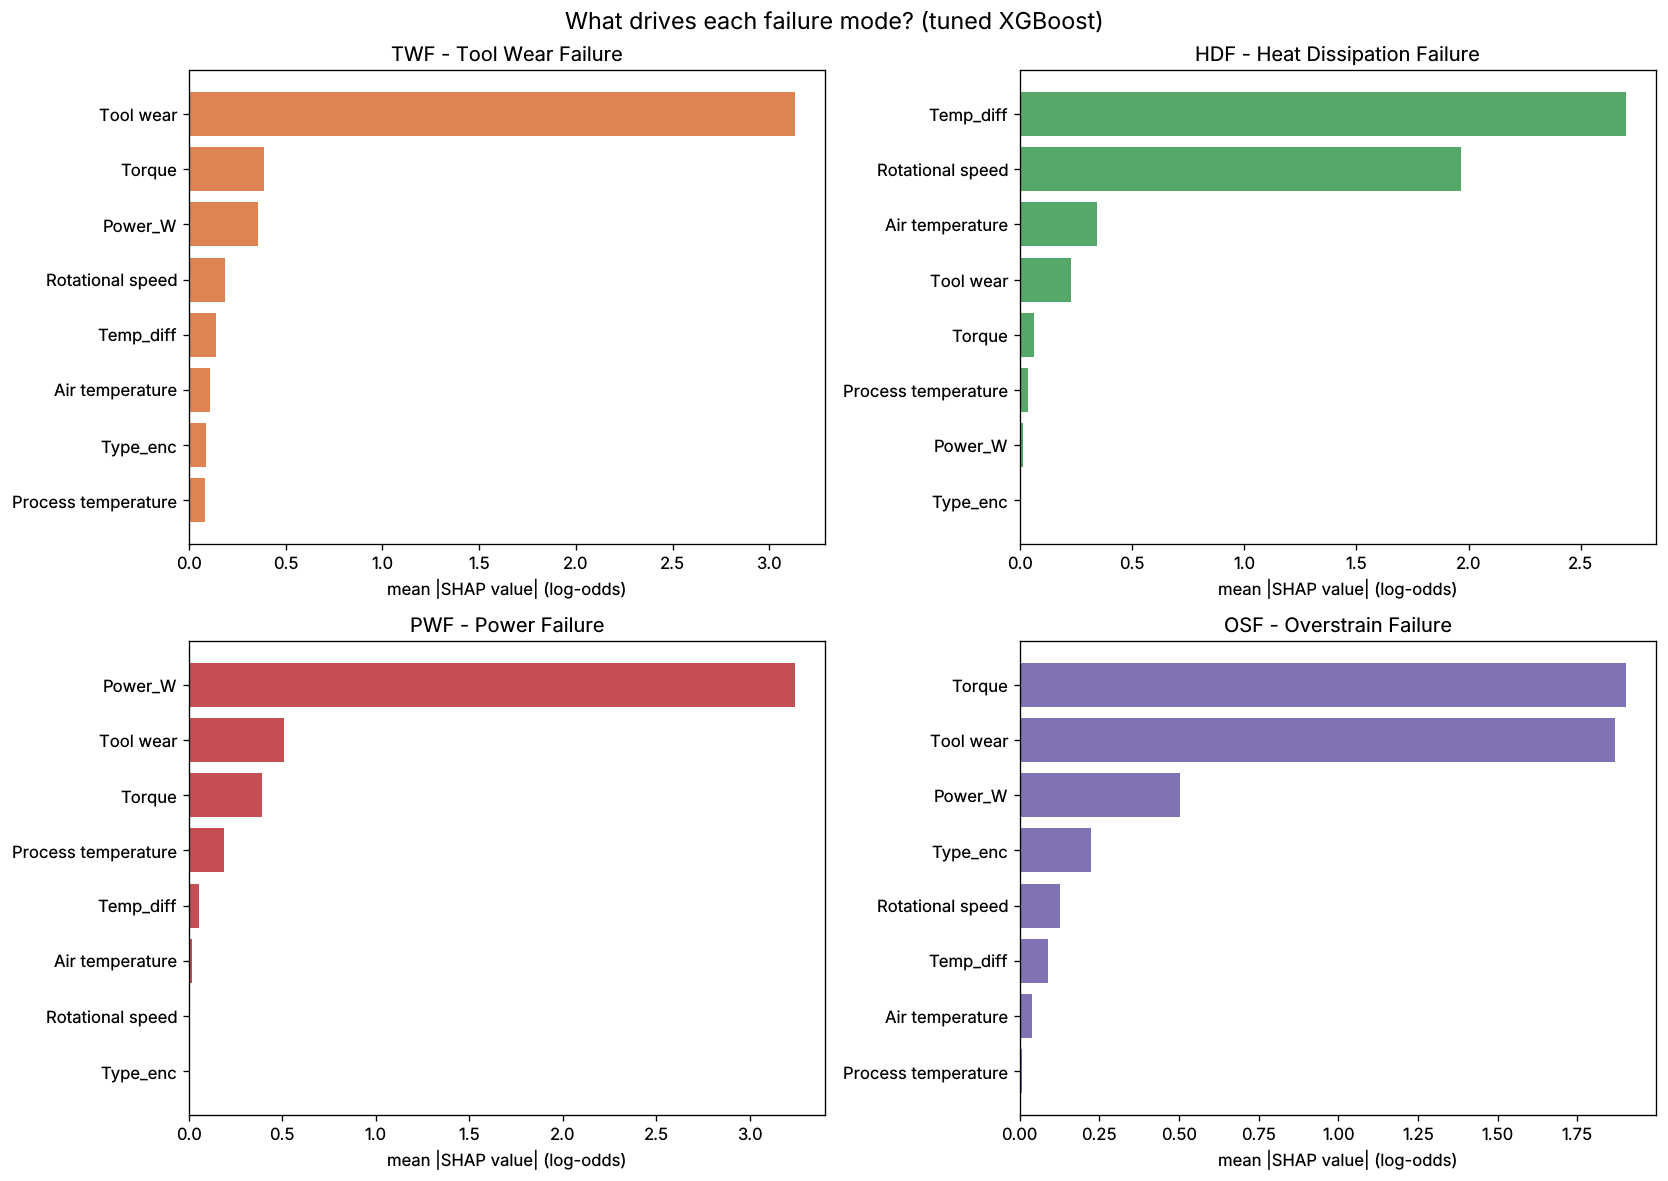 What drives each failure mode? (tuned XGBoost)
TWF - Tool Wear Failure
Tool wear
Torque
Power_W
Rotational speed
Temp_diff
Air temperature
Type_enc
Process temperature
0.0 0.5 1.0 1.5 2.0 2.5 3.0
mean |SHAP value| (log-odds)
HDF - Heat Dissipation Failure
Temp_diff
Rotational speed
Air temperature
Tool wear
Torque
Process temperature
Power_W
Type_enc
0.0 0.5 1.0 1.5 2.0 2.5
mean |SHAP value| (log-odds)
PWF - Power Failure
Power_W
Tool wear
Torque
Process temperature
Temp_diff
Air temperature
Rotational speed
Type_enc
0.0 0.5 1.0 1.5 2.0 2.5 3.0
mean |SHAP value| (log-odds)
OSF - Overstrain Failure
Torque
Tool wear
Power_W
Type_enc
Rotational speed
Temp_diff
Air temperature
Process temperature
0.00 0.25 0.50 0.75 1.00 1.25 1.50 1.75
mean |SHAP value| (log-odds)